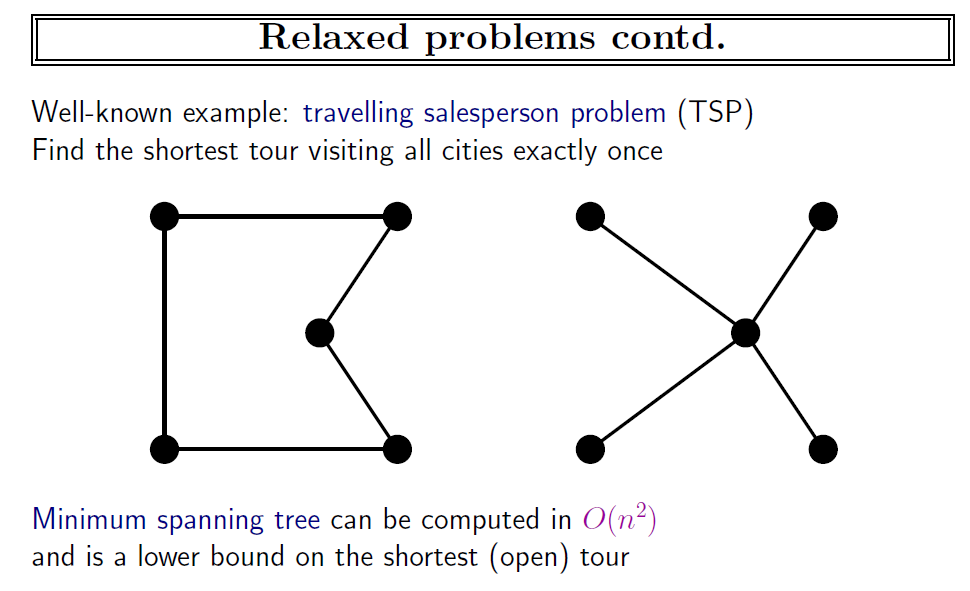 Relaxed problems contd.
Well-known example: travelling salesperson problem (TSP)
Find the shortest tour visiting all cities exactly once
Minimum spanning tree can be computed in O(n²)
and is a lower bound on the shortest (open) tour